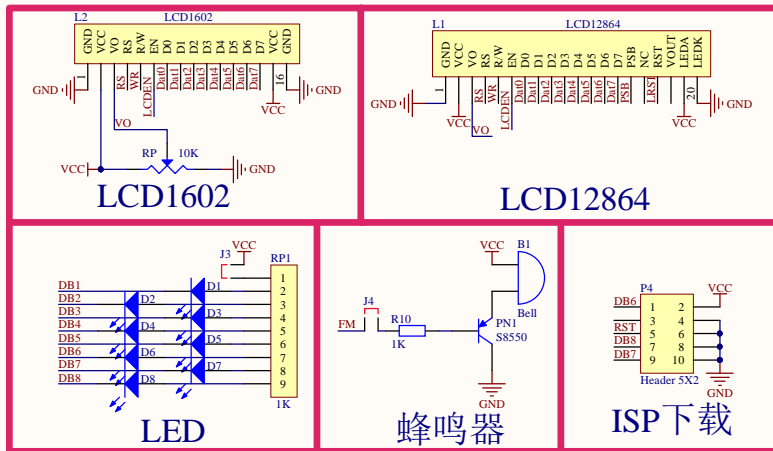 L2 LCD1602
GND VCC VO RS R/W EN D0 D1 D2 D3 D4 D5 D6 D7 VCC GND
1 16
RS WR LCDEN Dat0 Dat1 Dat2 Dat3 Dat4 Dat5 Dat6 Dat7
GND GND
VCC
VO
RP 10K
VCC GND
LCD1602
L1 LCD12864
GND VCC VO RS R/W EN D0 D1 D2 D3 D4 D5 D6 D7 PSB NC RST VOUT LEDA LEDK
1 20
RS WR LCDEN Dat0 Dat1 Dat2 Dat3 Dat4 Dat5 Dat6 Dat7 PSB LRST
GND GND
VCC VCC
VO
LCD12864
VCC
J3 RP1
1
DB1 D1 2
DB2 D2 3
DB3 D3 4
DB4 D4 5
DB5 D5 6
DB6 D6 7
DB7 D7 8
DB8 D8 9
1K
LED
VCC B1
Bell
J4
FM R10 PN1
1K S8550
GND
蜂鸣器
P4
VCC
DB6 1 2
3 4
RST 5 6
DB8 7 8
DB7 9 10
Header 5X2
GND
ISP下载